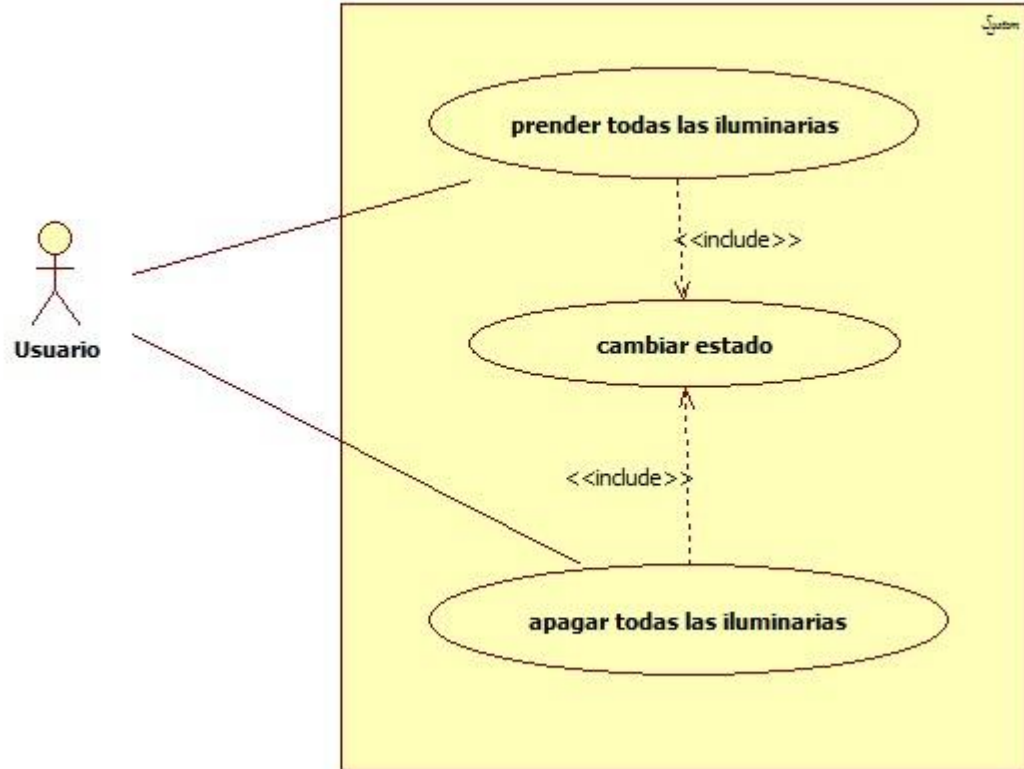 System
prender todas las iluminarias
<<include>>
Usuario
cambiar estado
<<include>>
apagar todas las iluminarias